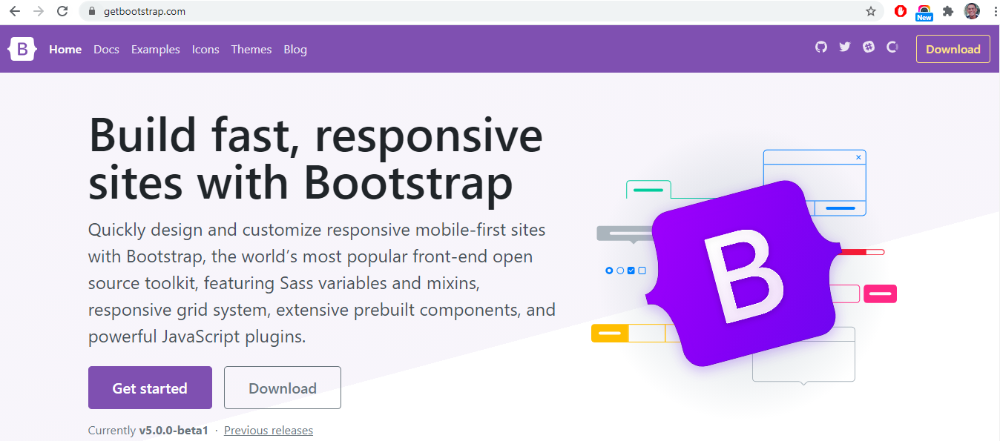 getbootstrap.com
New
B Home Docs Examples Icons Themes Blog Download
Build fast, responsive
sites with Bootstrap
Quickly design and customize responsive mobile-first sites
with Bootstrap, the world’s most popular front-end open
source toolkit, featuring Sass variables and mixins,
responsive grid system, extensive prebuilt components, and
powerful JavaScript plugins.
B
Get started Download
Currently v5.0.0-beta1 · Previous releases